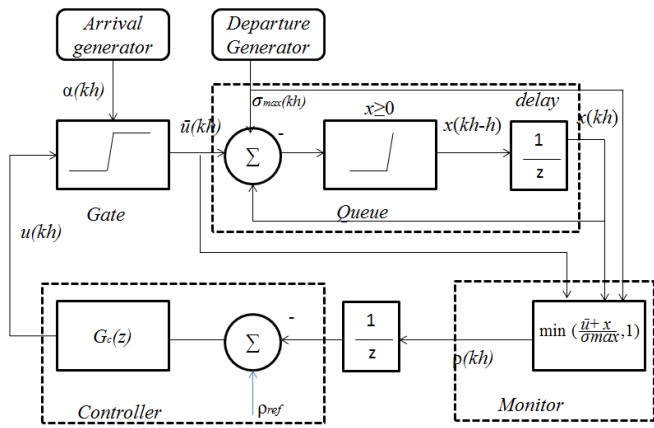 Arrival
generator
Departure
Generator
α(kh)
σmax(kh)
ū(kh)
x≥0
delay
x(kh-h)
x(kh)
-
Σ
1
z
Gate
Queue
u(kh)
Gc(z)
-
Σ
1
z
min (ū+x/σmax,1)
ρ(kh)
ρref
Controller
Monitor